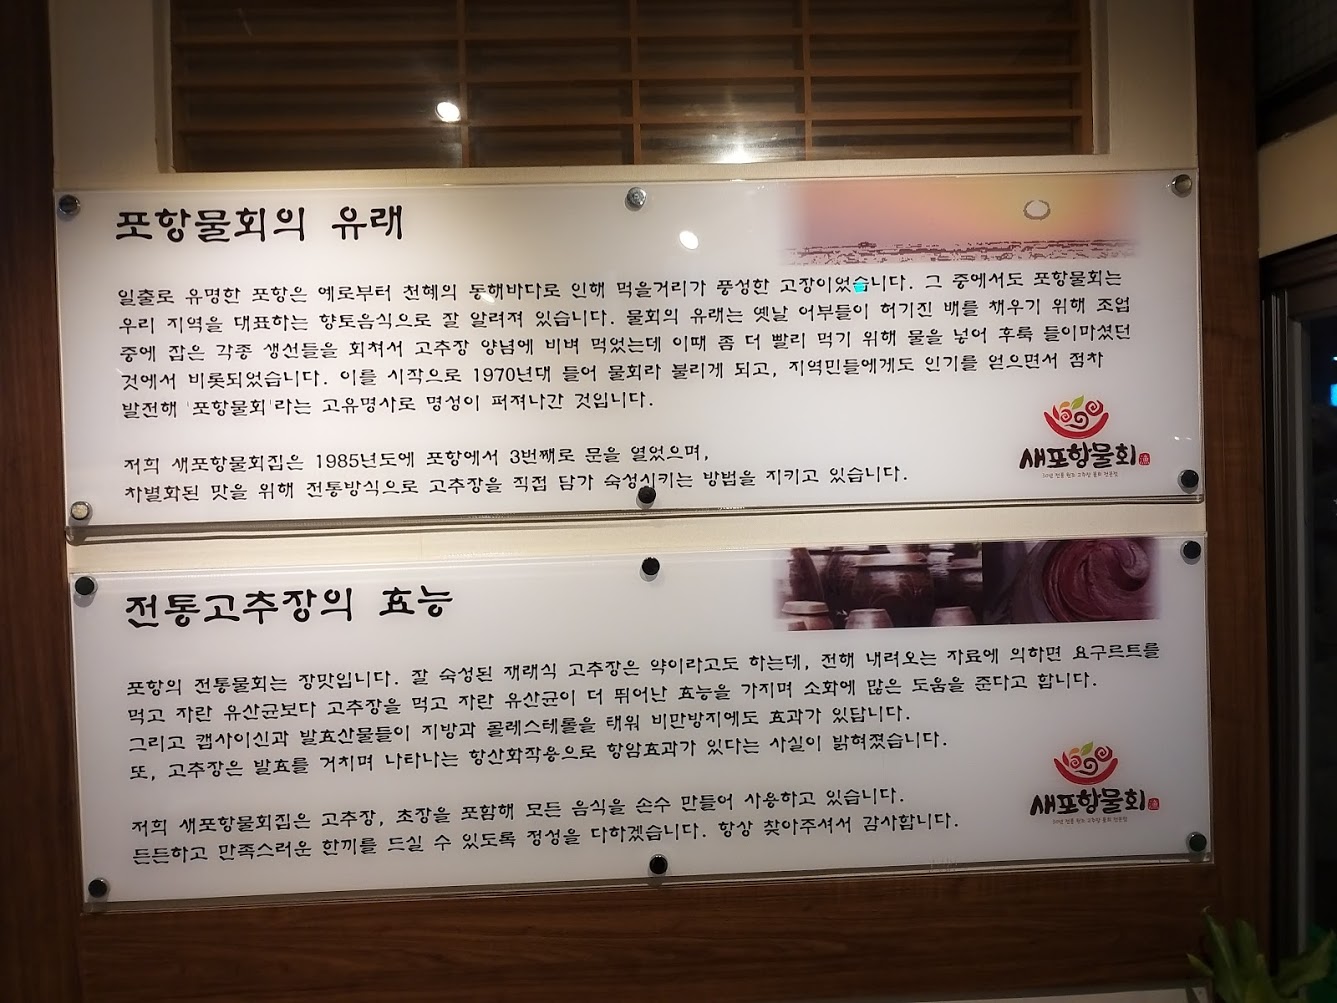 포항물회의 유래
일출로 유명한 포항은 예로부터 천혜의 동해바다로 인해 먹을거리가 풍성한 고장이었습니다. 그 중에서도 포항물회는
우리 지역을 대표하는 향토음식으로 잘 알려져 있습니다. 물회의 유래는 옛날 어부들이 허기진 배를 채우기 위해 조업
중에 잡은 각종 생선들을 회쳐서 고추장 양념에 비벼 먹었는데 이때 좀 더 빨리 먹기 위해 물을 넣어 후룩 들이마셨던
것에서 비롯되었습니다. 이를 시작으로 1970년대 들어 물회라 불리게 되고, 지역민들에게도 인기를 얻으면서 점차
발전해 '포항물회'라는 고유명사로 명성이 퍼져나간 것입니다.
저희 새포항물회집은 1985년도에 포항에서 3번째로 문을 열었으며,
차별화된 맛을 위해 전통방식으로 고추장을 직접 담가 숙성시키는 방법을 지키고 있습니다.
새포항물회
전통고추장의 효능
포항의 전통물회는 장맛입니다. 잘 숙성된 재래식 고추장은 약이라고도 하는데, 전해 내려오는 자료에 의하면 요구르트를
먹고 자란 유산균보다 고추장을 먹고 자란 유산균이 더 뛰어난 효능을 가지며 소화에 많은 도움을 준다고 합니다.
그리고 캡사이신과 발효산물들이 지방과 콜레스테롤을 태워 비만방지에도 효과가 있답니다.
또, 고추장은 발효를 거치며 나타나는 항산화작용으로 항암효과가 있다는 사실이 밝혀졌습니다.
저희 새포항물회집은 고추장, 초장을 포함해 모든 음식을 손수 만들어 사용하고 있습니다.
든든하고 만족스러운 한끼를 드실 수 있도록 정성을 다하겠습니다. 항상 찾아주셔서 감사합니다.
새포항물회